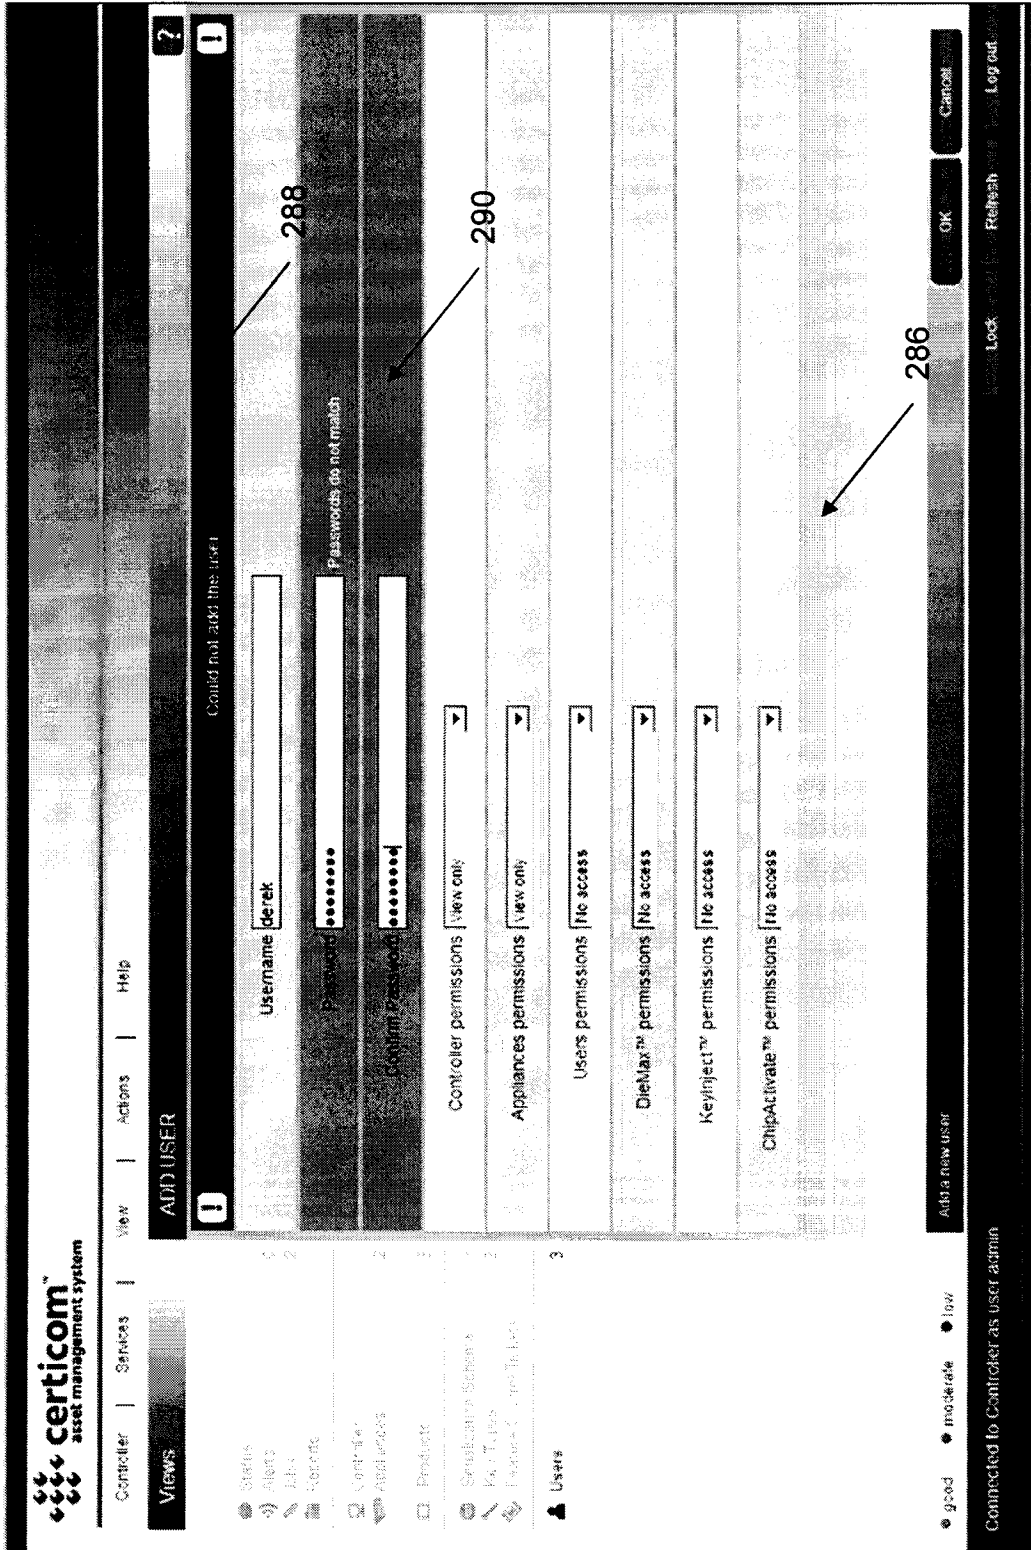 certicom™
asset management system
Controller | Services | View | Actions | Help
Views
Status
Alerts
Jobs
Reports
Controller
Appliances
Products
Users 3
ADD USER ?
! Could not add the user !
288
Username derek
Password •••••••• Passwords do not match
Confirm Password ••••••••
290
Controller permissions View only
Appliances permissions View only
Users permissions No access
DieMax™ permissions No access
KeyInject™ permissions No access
ChipActivate™ permissions No access
286
Add a new user OK Cancel
good moderate low
Connected to Controller as user admin Lock Refresh Log out